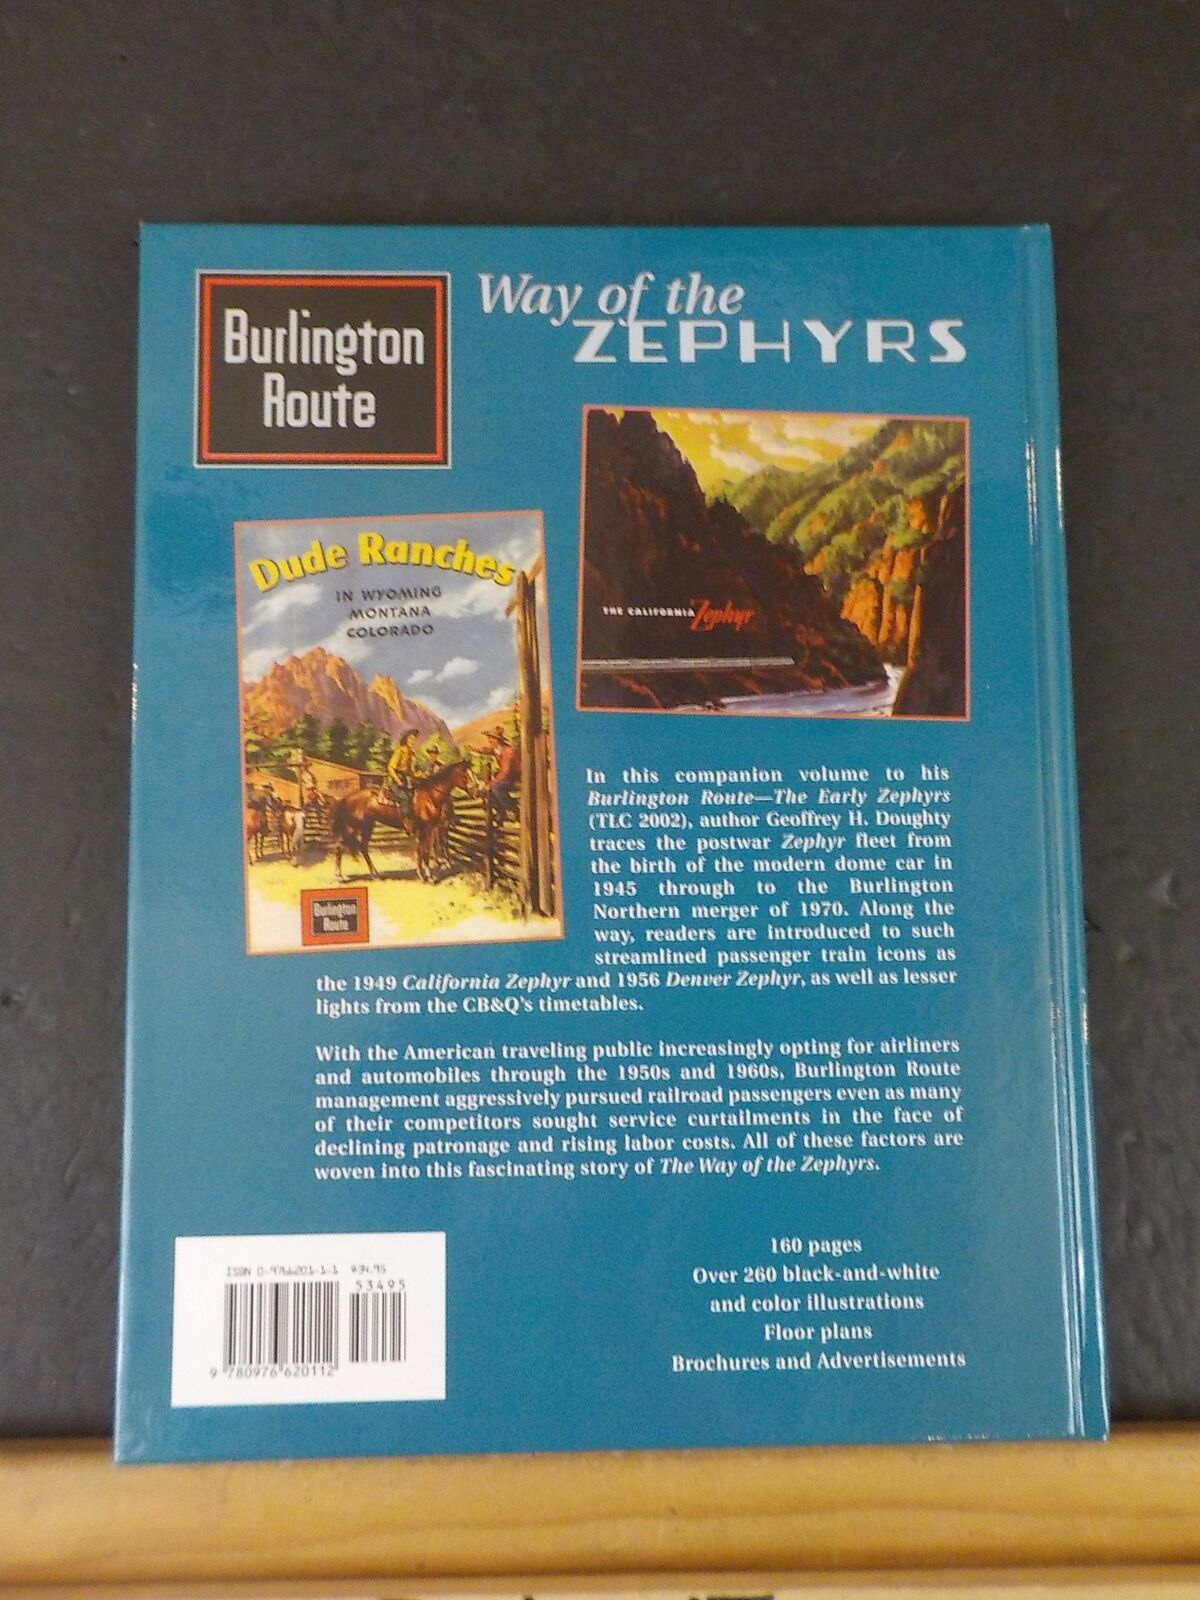 Burlington
Route
Way of the
ZEPHYRS
Dude Ranches
IN WYOMING
MONTANA
COLORADO
Burlington
Route
THE CALIFORNIA Zephyr
In this companion volume to his
Burlington Route—The Early Zephyrs
(TLC 2002), author Geoffrey H. Doughty
traces the postwar Zephyr fleet from
the birth of the modern dome car in
1945 through to the Burlington
Northern merger of 1970. Along the
way, readers are introduced to such
streamlined passenger train icons as
the 1949 California Zephyr and 1956 Denver Zephyr, as well as lesser
lights from the CB&Q's timetables.
With the American traveling public increasingly opting for airliners
and automobiles through the 1950s and 1960s, Burlington Route
management aggressively pursued railroad passengers even as many
of their competitors sought service curtailments in the face of
declining patronage and rising labor costs. All of these factors are
woven into this fascinating story of The Way of the Zephyrs.
160 pages
Over 260 black-and-white
and color illustrations
Floor plans
Brochures and Advertisements
ISBN 0-9766201-1-1 $34.95
53495
9 780976 620112